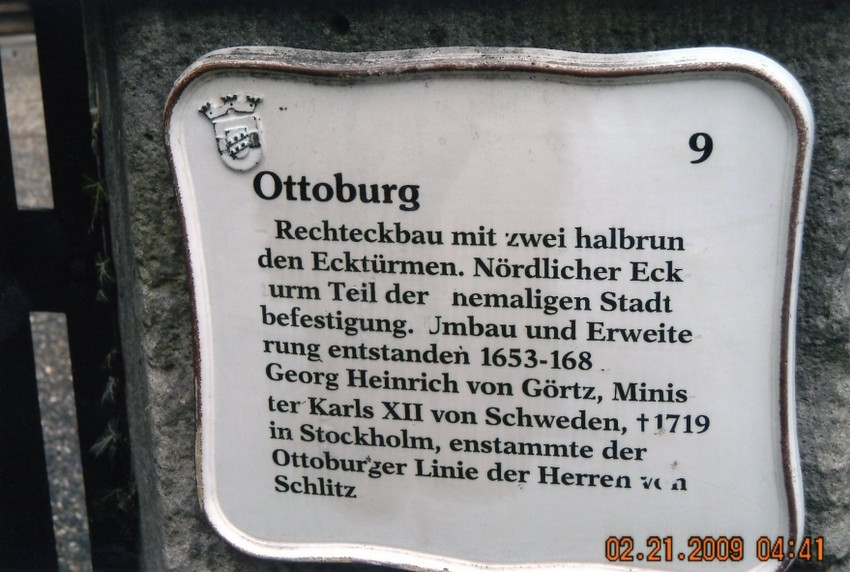 9
Ottoburg
Rechteckbau mit zwei halbrun
den Ecktürmen. Nördlicher Eck
urm Teil der nemaligen Stadt
befestigung. Umbau und Erweite
rung entstanden 1653-168
Georg Heinrich von Görtz, Minis
ter Karls XII von Schweden, †1719
in Stockholm, enstammte der
Ottoburger Linie der Herren von
Schlitz
02.21.2009 04:41